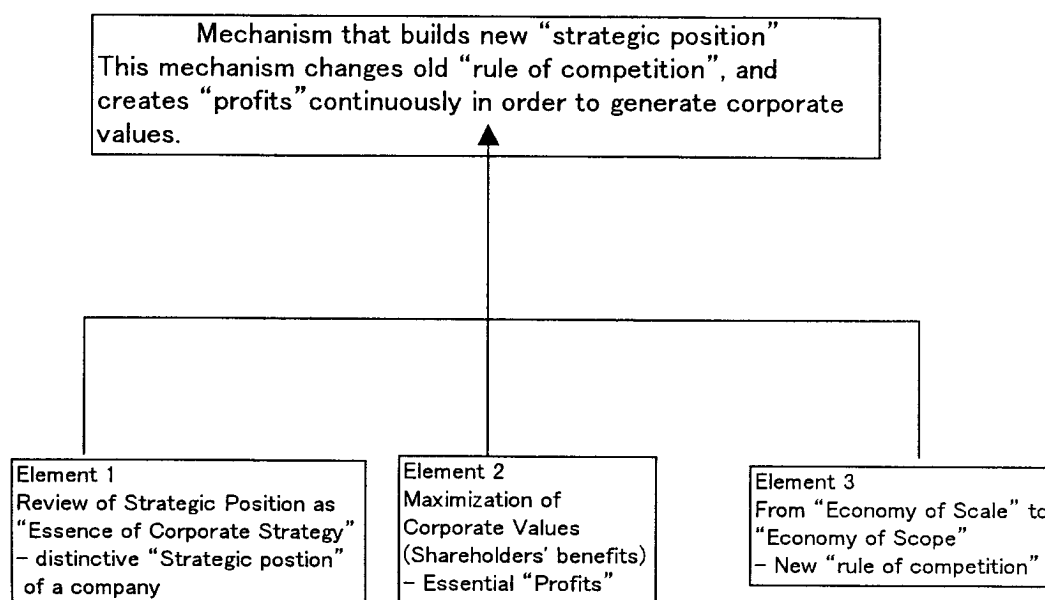 Mechanism that builds new “strategic position”
This mechanism changes old “rule of competition”, and
creates “profits”continuously in order to generate corporate
values.
Element 1
Review of Strategic Position as
“Essence of Corporate Strategy”
– distinctive “Strategic postion”
of a company
Element 2
Maximization of
Corporate Values
(Shareholders’ benefits)
– Essential “Profits”
Element 3
From “Economy of Scale” to
“Economy of Scope”
– New “rule of competition”